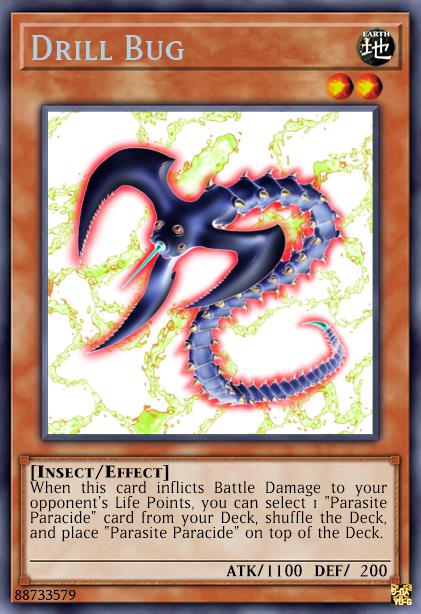 DRILL BUG
EARTH
地
[INSECT/EFFECT]
When this card inflicts Battle Damage to your
opponent's Life Points, you can select 1 "Parasite
Paracide" card from your Deck, shuffle the Deck,
and place "Parasite Paracide" on top of the Deck.
ATK/1100 DEF/ 200
88733579